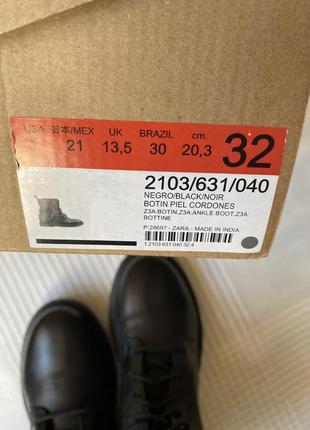 USA 日本/MEX UK BRAZIL cm.
1 21 13,5 30 20,3 32
2103/631/040
NEGRO/BLACK/NOIR
BOTIN PIEL CORDONES
Z3A:BOTIN,Z3A:ANKLE BOOT,Z3A:
BOTTINE
P:28697 - ZARA - MADE IN INDIA
1 2103 631 040 32 4